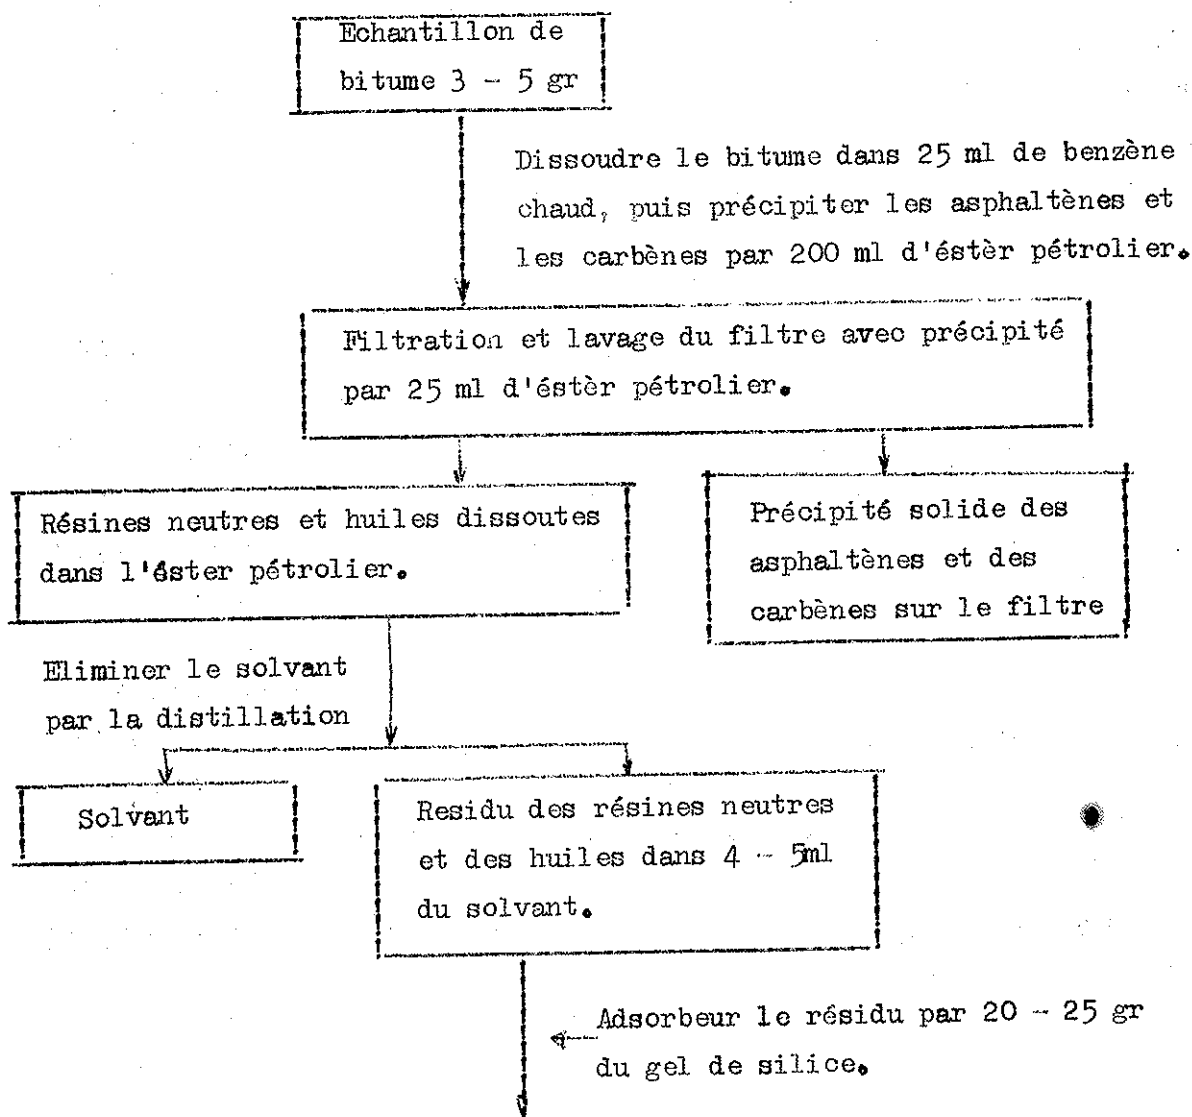 Echantillon de
bitume 3 - 5 gr
Dissoudre le bitume dans 25 ml de benzène
chaud, puis précipiter les asphaltènes et
les carbènes par 200 ml d'éstèr pétrolier.
Filtration et lavage du filtre avec précipité
par 25 ml d'éstèr pétrolier.
Résines neutres et huiles dissoutes
dans l'éster pétrolier.
Précipité solide des
asphaltènes et des
carbènes sur le filtre
Eliminer le solvant
par la distillation
Solvant
Residu des résines neutres
et des huiles dans 4 - 5ml
du solvant.
Adsorbeur le résidu par 20 - 25 gr
du gel de silice.